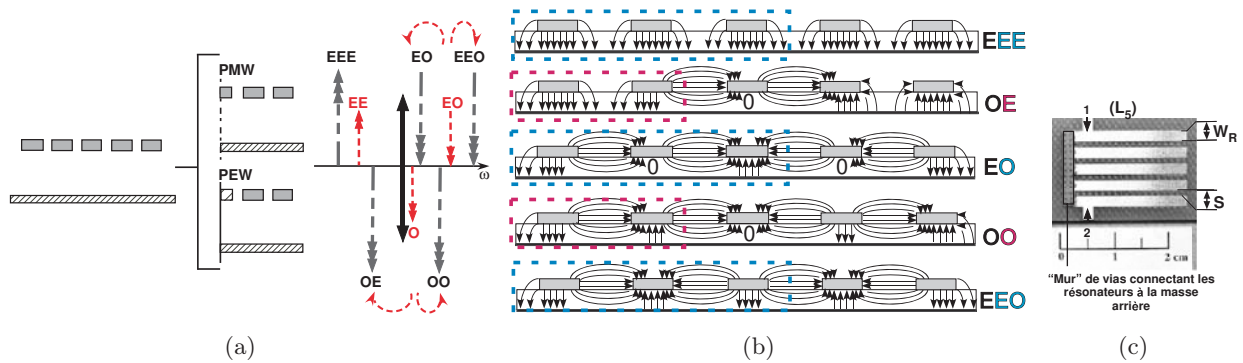 PMW
PEW
EEE
EE
EO
EEO
EO
ω
O
OE
OO
(a)
EEE
OE
0
EO
0
0
OO
0
EEO
(b)
1
(L₅)
W_R
S
2
0
1
2 cm
"Mur" de vias connectant les
résonateurs à la masse
arrière
(c)